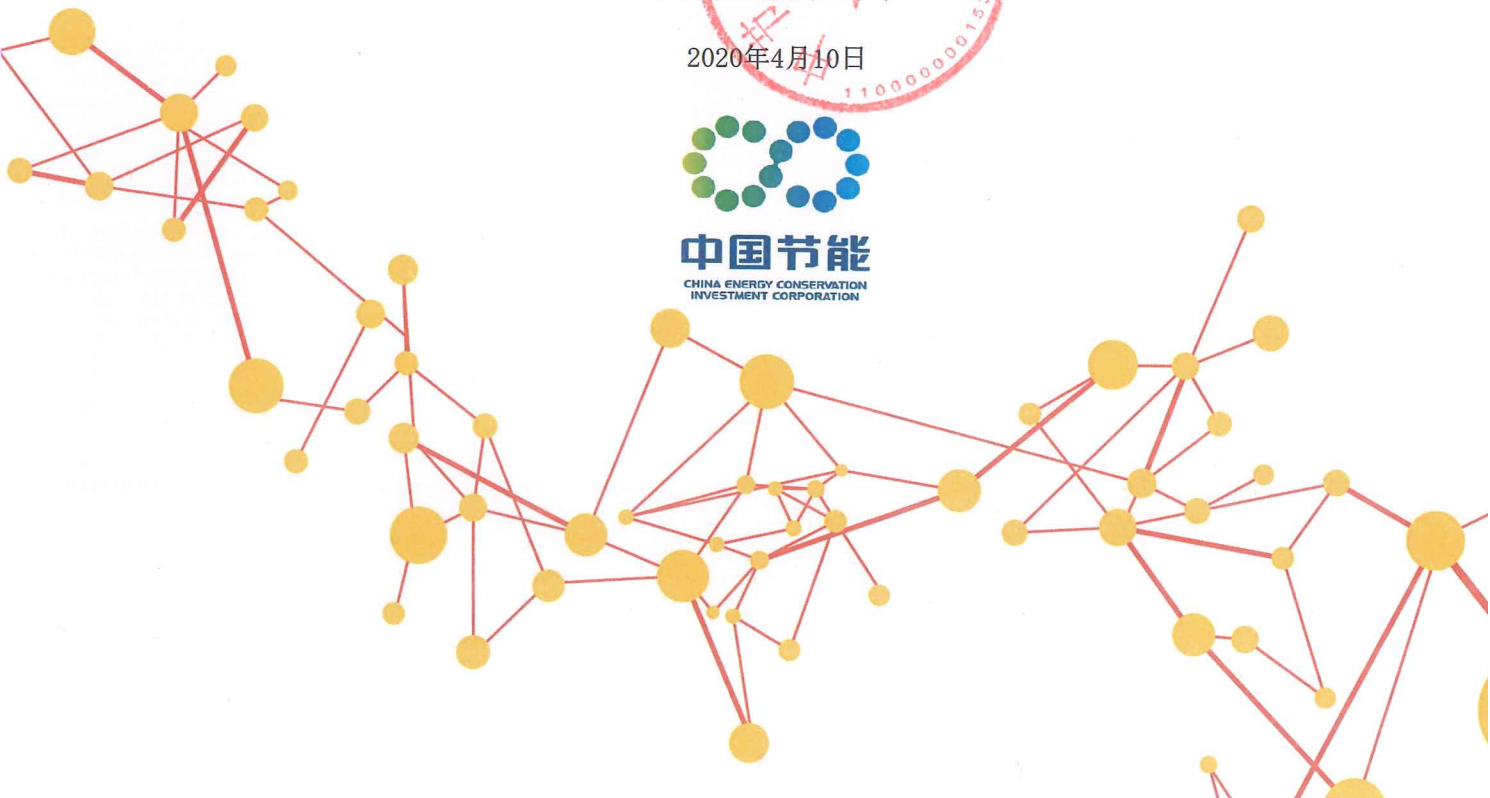 2020年4月10日
中国节能
CHINA ENERGY CONSERVATION
INVESTMENT CORPORATION